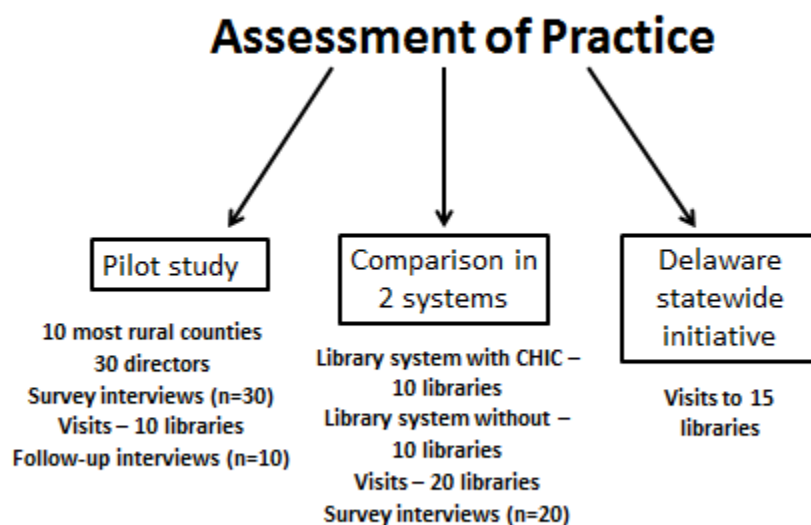 Assessment of Practice
Pilot study
10 most rural counties
30 directors
Survey interviews (n=30)
Visits – 10 libraries
Follow-up interviews (n=10)
Comparison in
2 systems
Library system with CHIC –
10 libraries
Library system without –
10 libraries
Visits – 20 libraries
Survey interviews (n=20)
Delaware
statewide
initiative
Visits to 15
libraries